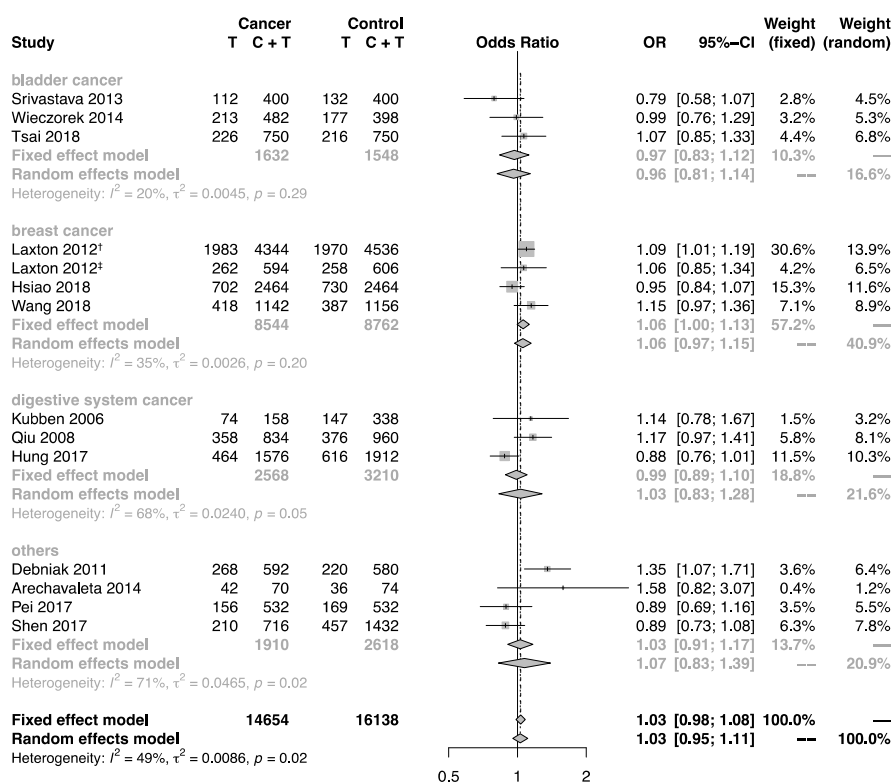 Cancer Control Weight Weight
Study T C + T T C + T Odds Ratio OR 95%−CI (fixed) (random)
bladder cancer
Srivastava 2013 112 400 132 400 0.79 [0.58; 1.07] 2.8% 4.5%
Wieczorek 2014 213 482 177 398 0.99 [0.76; 1.29] 3.2% 5.3%
Tsai 2018 226 750 216 750 1.07 [0.85; 1.33] 4.4% 6.8%
Fixed effect model 1632 1548 0.97 [0.83; 1.12] 10.3% −−
Random effects model 0.96 [0.81; 1.14] −− 16.6%
Heterogeneity: I² = 20%, τ² = 0.0045, p = 0.29
breast cancer
Laxton 2012† 1983 4344 1970 4536 1.09 [1.01; 1.19] 30.6% 13.9%
Laxton 2012‡ 262 594 258 606 1.06 [0.85; 1.34] 4.2% 6.5%
Hsiao 2018 702 2464 730 2464 0.95 [0.84; 1.07] 15.3% 11.6%
Wang 2018 418 1142 387 1156 1.15 [0.97; 1.36] 7.1% 8.9%
Fixed effect model 8544 8762 1.06 [1.00; 1.13] 57.2% −−
Random effects model 1.06 [0.97; 1.15] −− 40.9%
Heterogeneity: I² = 35%, τ² = 0.0026, p = 0.20
digestive system cancer
Kubben 2006 74 158 147 338 1.14 [0.78; 1.67] 1.5% 3.2%
Qiu 2008 358 834 376 960 1.17 [0.97; 1.41] 5.8% 8.1%
Hung 2017 464 1576 616 1912 0.88 [0.76; 1.01] 11.5% 10.3%
Fixed effect model 2568 3210 0.99 [0.89; 1.10] 18.8% −−
Random effects model 1.03 [0.83; 1.28] −− 21.6%
Heterogeneity: I² = 68%, τ² = 0.0240, p = 0.05
others
Debniak 2011 268 592 220 580 1.35 [1.07; 1.71] 3.6% 6.4%
Arechavaleta 2014 42 70 36 74 1.58 [0.82; 3.07] 0.4% 1.2%
Pei 2017 156 532 169 532 0.89 [0.69; 1.16] 3.5% 5.5%
Shen 2017 210 716 457 1432 0.89 [0.73; 1.08] 6.3% 7.8%
Fixed effect model 1910 2618 1.03 [0.91; 1.17] 13.7% −−
Random effects model 1.07 [0.83; 1.39] −− 20.9%
Heterogeneity: I² = 71%, τ² = 0.0465, p = 0.02
Fixed effect model 14654 16138 1.03 [0.98; 1.08] 100.0% −−
Random effects model 1.03 [0.95; 1.11] −− 100.0%
Heterogeneity: I² = 49%, τ² = 0.0086, p = 0.02
0.5 1 2